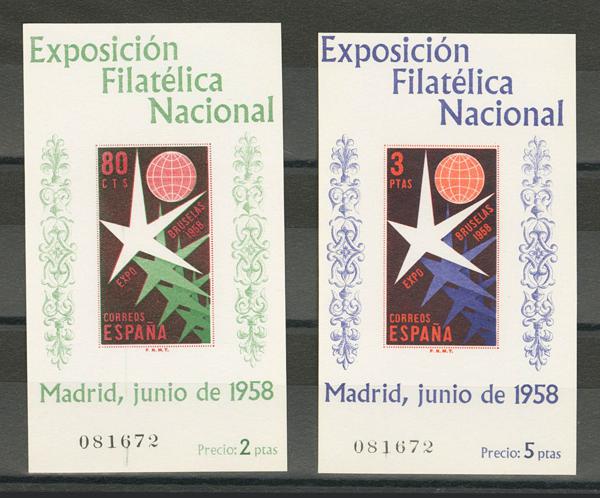 Exposición
Filatélica
Nacional
80
CTS
EXPO
BRUSELAS
1958
CORREOS
ESPAÑA
F.N.M.T.
Madrid, junio de 1958
081672
Precio: 2 ptas
Exposición
Filatélica
Nacional
3
PTAS
EXPO
BRUSELAS
1958
CORREOS
ESPAÑA
F.N.M.T.
Madrid, junio de 1958
081672
Precio: 5 ptas